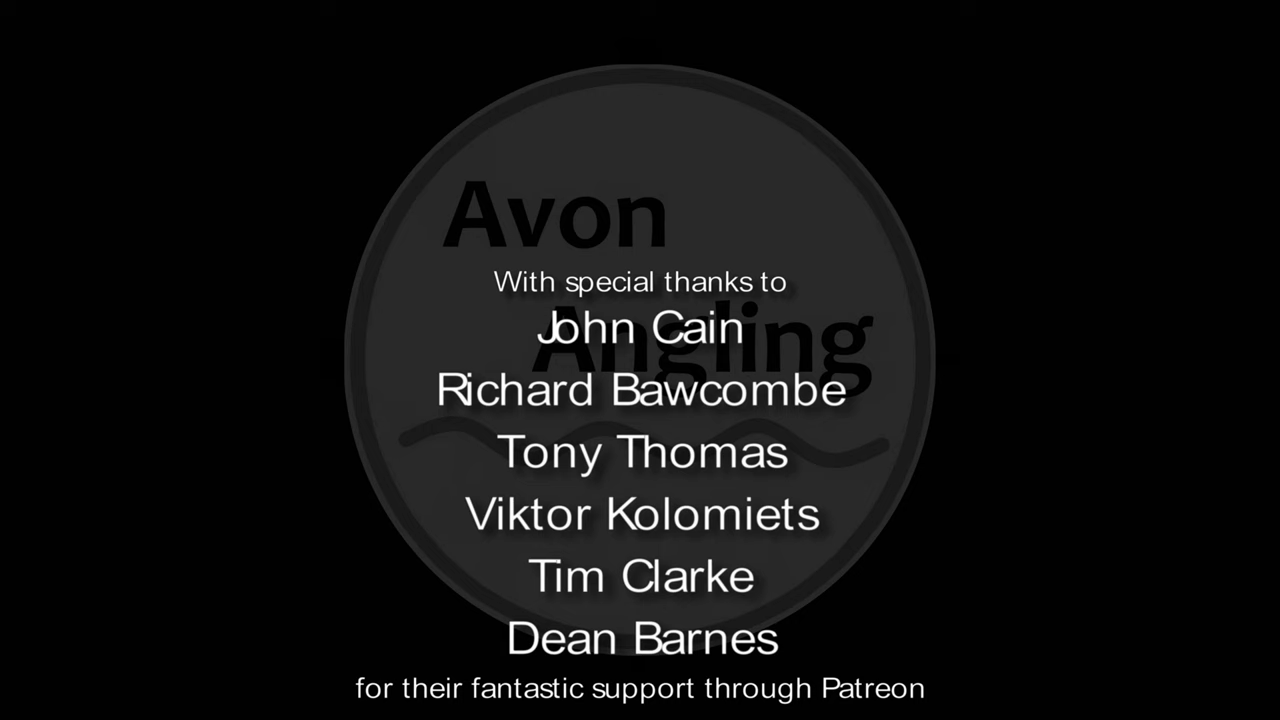 Avon
With special thanks to
Angling
John Cain
Richard Bawcombe
Tony Thomas
Viktor Kolomiets
Tim Clarke
Dean Barnes
for their fantastic support through Patreon